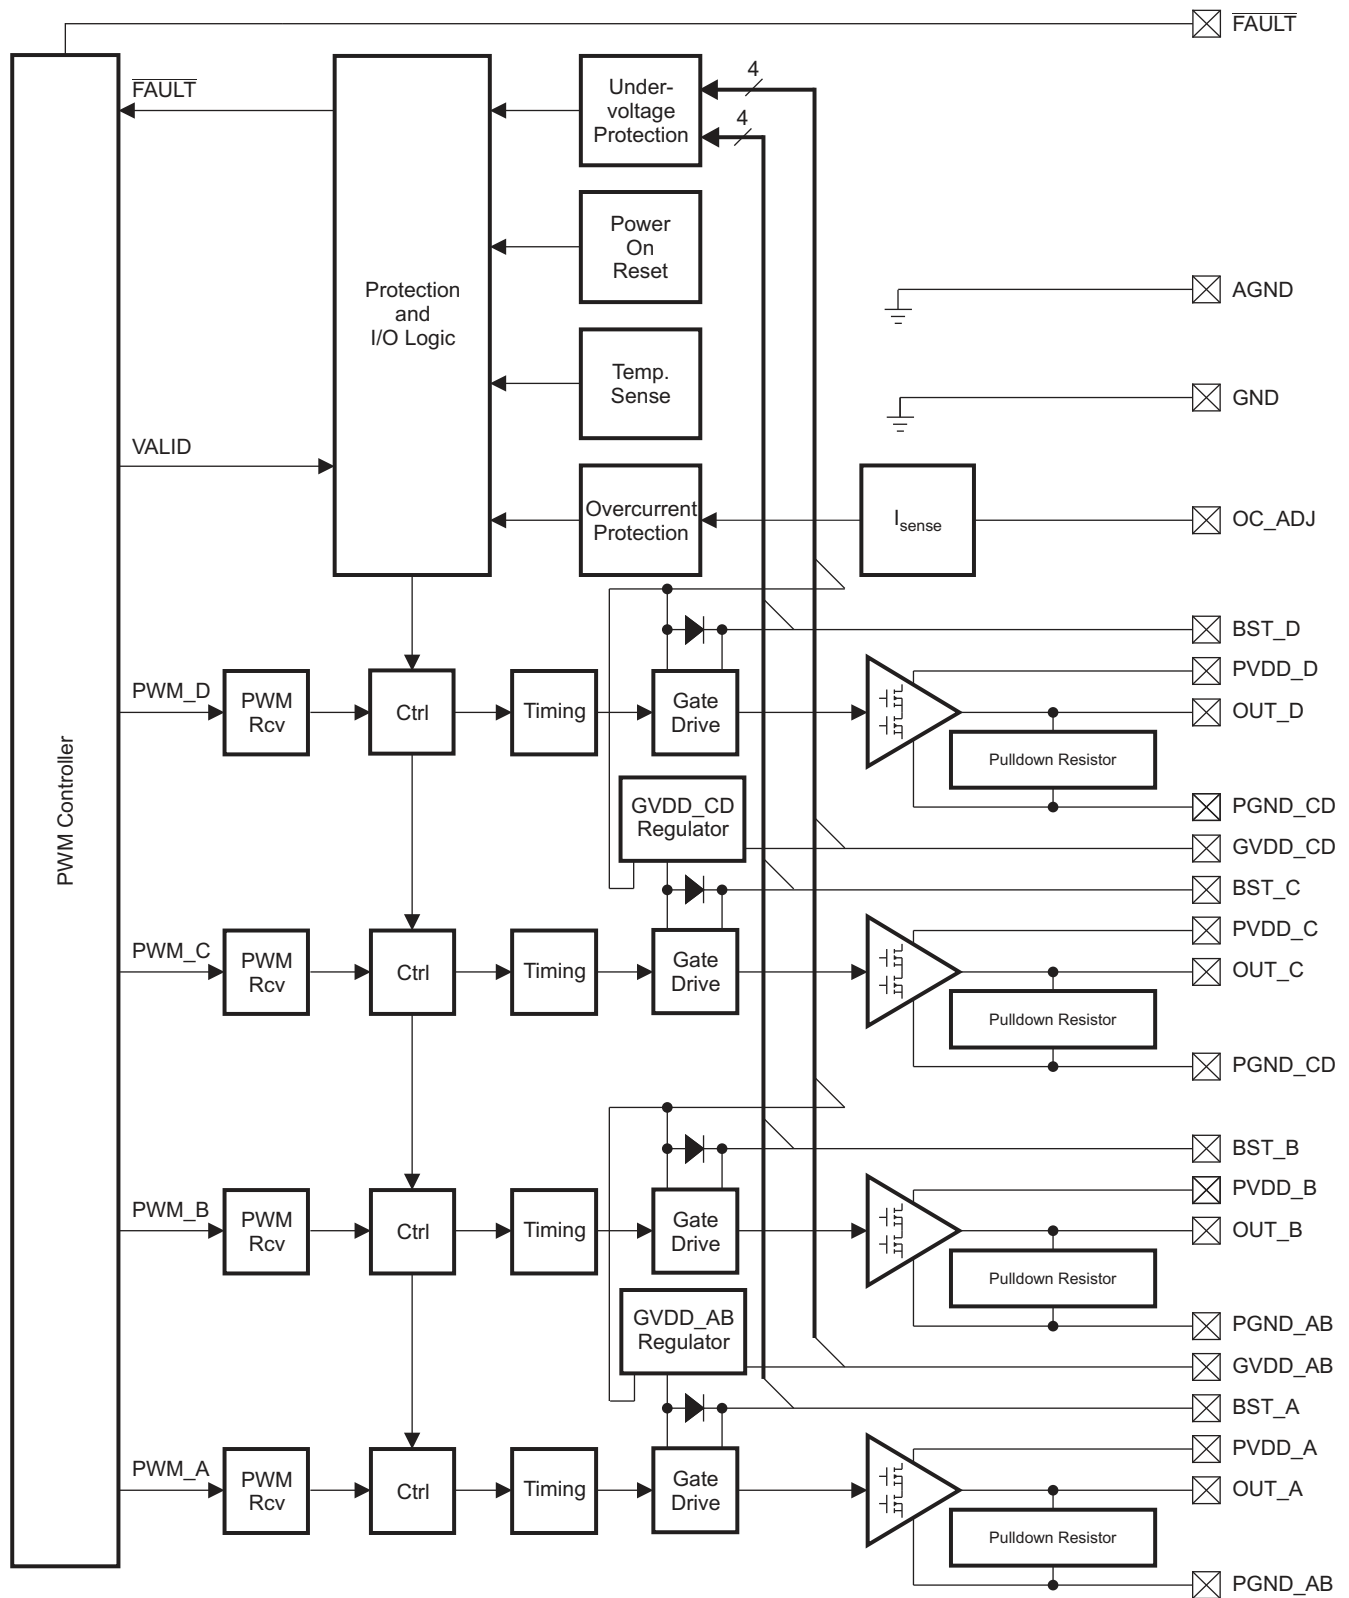 FAULT
FAULT
Under-
voltage
Protection
4
4
Power
On
Reset
Protection
and
I/O Logic
AGND
Temp.
Sense
GND
VALID
Overcurrent
Protection
Isense
OC_ADJ
BST_D
PVDD_D
PWM_D
PWM
Rcv
Ctrl
Timing
Gate
Drive
OUT_D
Pulldown Resistor
PWM Controller
GVDD_CD
Regulator
PGND_CD
GVDD_CD
BST_C
PVDD_C
PWM_C
PWM
Rcv
Ctrl
Timing
Gate
Drive
OUT_C
Pulldown Resistor
PGND_CD
BST_B
PVDD_B
PWM_B
PWM
Rcv
Ctrl
Timing
Gate
Drive
OUT_B
Pulldown Resistor
GVDD_AB
Regulator
PGND_AB
GVDD_AB
BST_A
PVDD_A
PWM_A
PWM
Rcv
Ctrl
Timing
Gate
Drive
OUT_A
Pulldown Resistor
PGND_AB